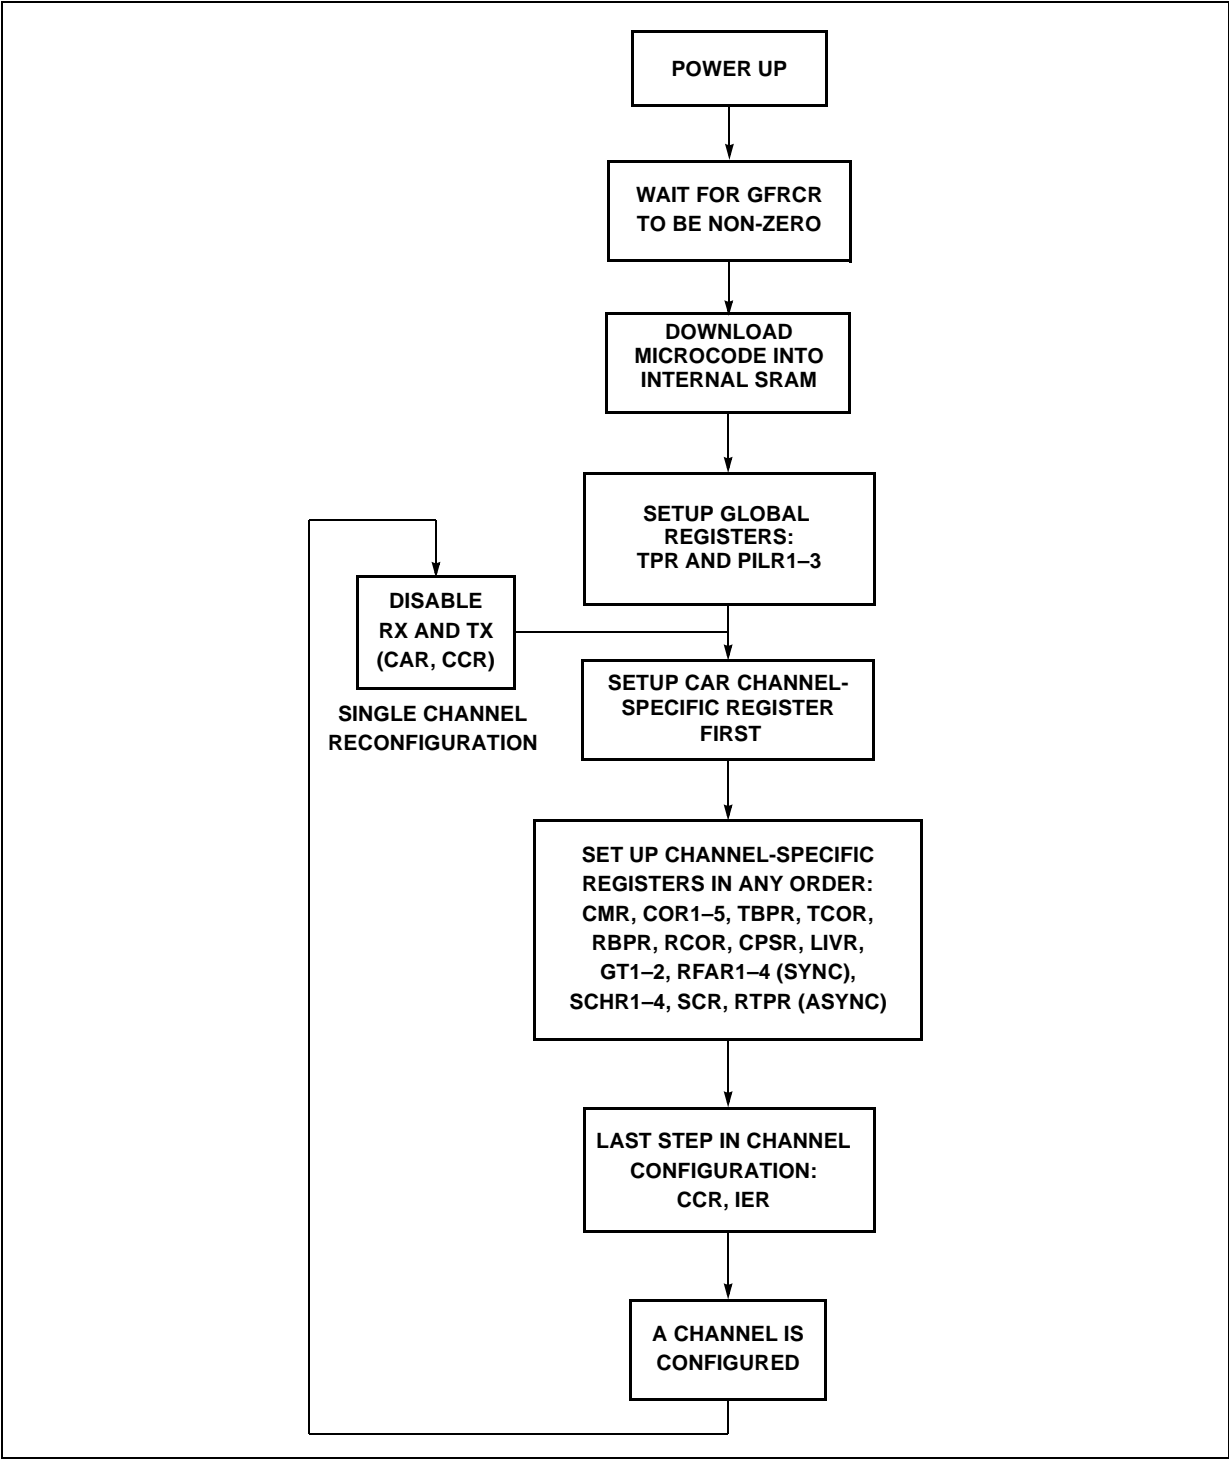 POWER UP
WAIT FOR GFRCR
TO BE NON-ZERO
DOWNLOAD
MICROCODE INTO
INTERNAL SRAM
SETUP GLOBAL
REGISTERS:
TPR AND PILR1–3
DISABLE
RX AND TX
(CAR, CCR)
SINGLE CHANNEL
RECONFIGURATION
SETUP CAR CHANNEL-
SPECIFIC REGISTER
FIRST
SET UP CHANNEL-SPECIFIC
REGISTERS IN ANY ORDER:
CMR, COR1–5, TBPR, TCOR,
RBPR, RCOR, CPSR, LIVR,
GT1–2, RFAR1–4 (SYNC),
SCHR1–4, SCR, RTPR (ASYNC)
LAST STEP IN CHANNEL
CONFIGURATION:
CCR, IER
A CHANNEL IS
CONFIGURED